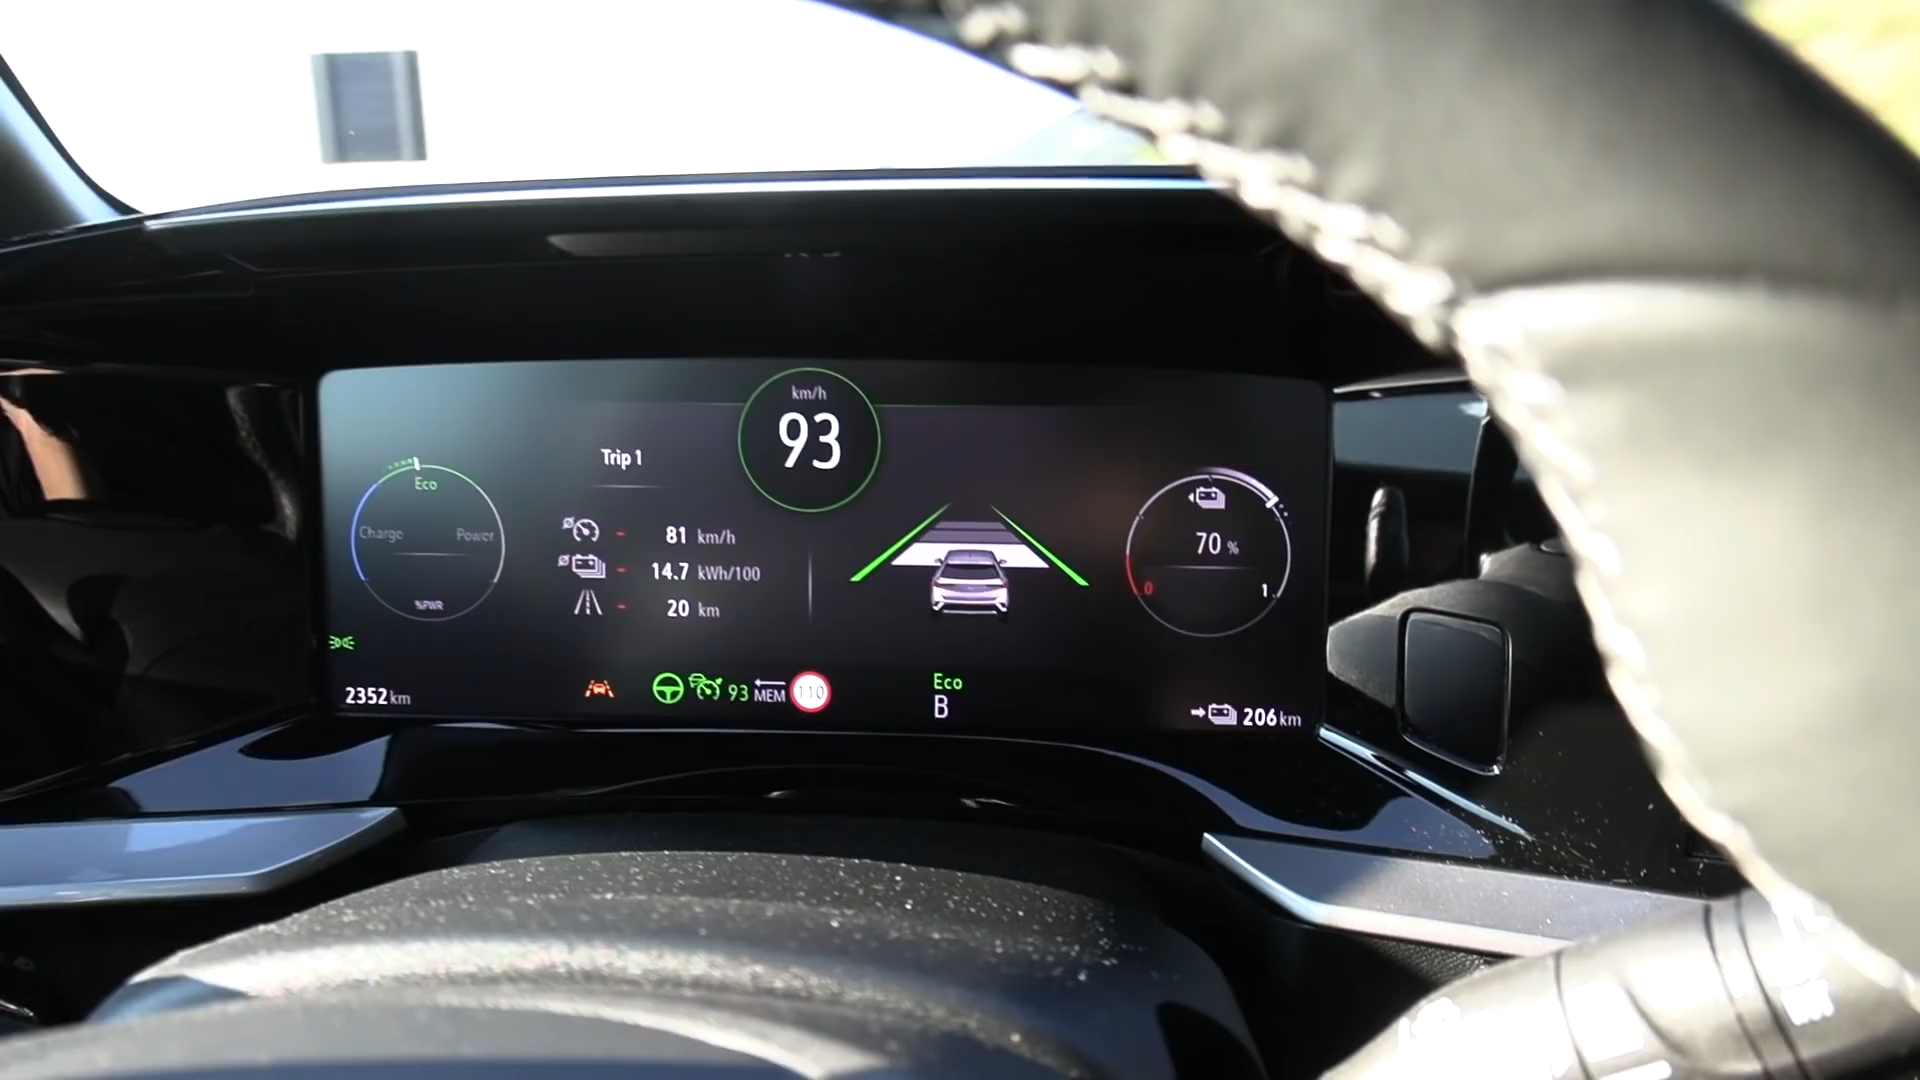 km/h
93
Trip 1
Eco
Charge Power
%PWR
81 km/h
14.7 kWh/100
20 km
70 %
0 1
2352 km
93 MEM 110
Eco
B
206 km